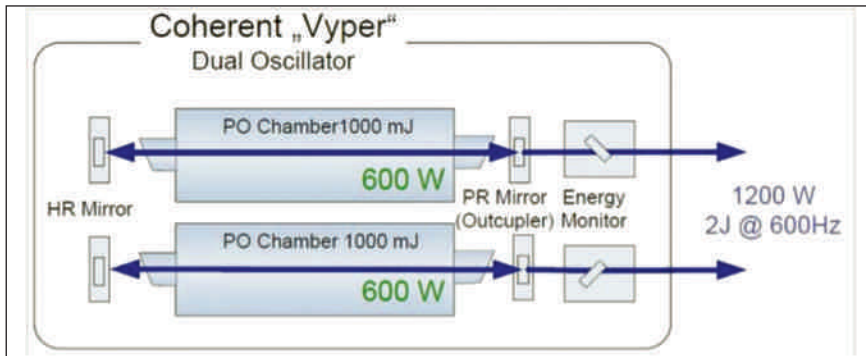 Coherent „Vyper“
Dual Oscillator
PO Chamber1000 mJ
600 W
HR Mirror
PR Mirror
(Outcupler)
Energy
Monitor
1200 W
2J @ 600Hz
PO Chamber 1000 mJ
600 W